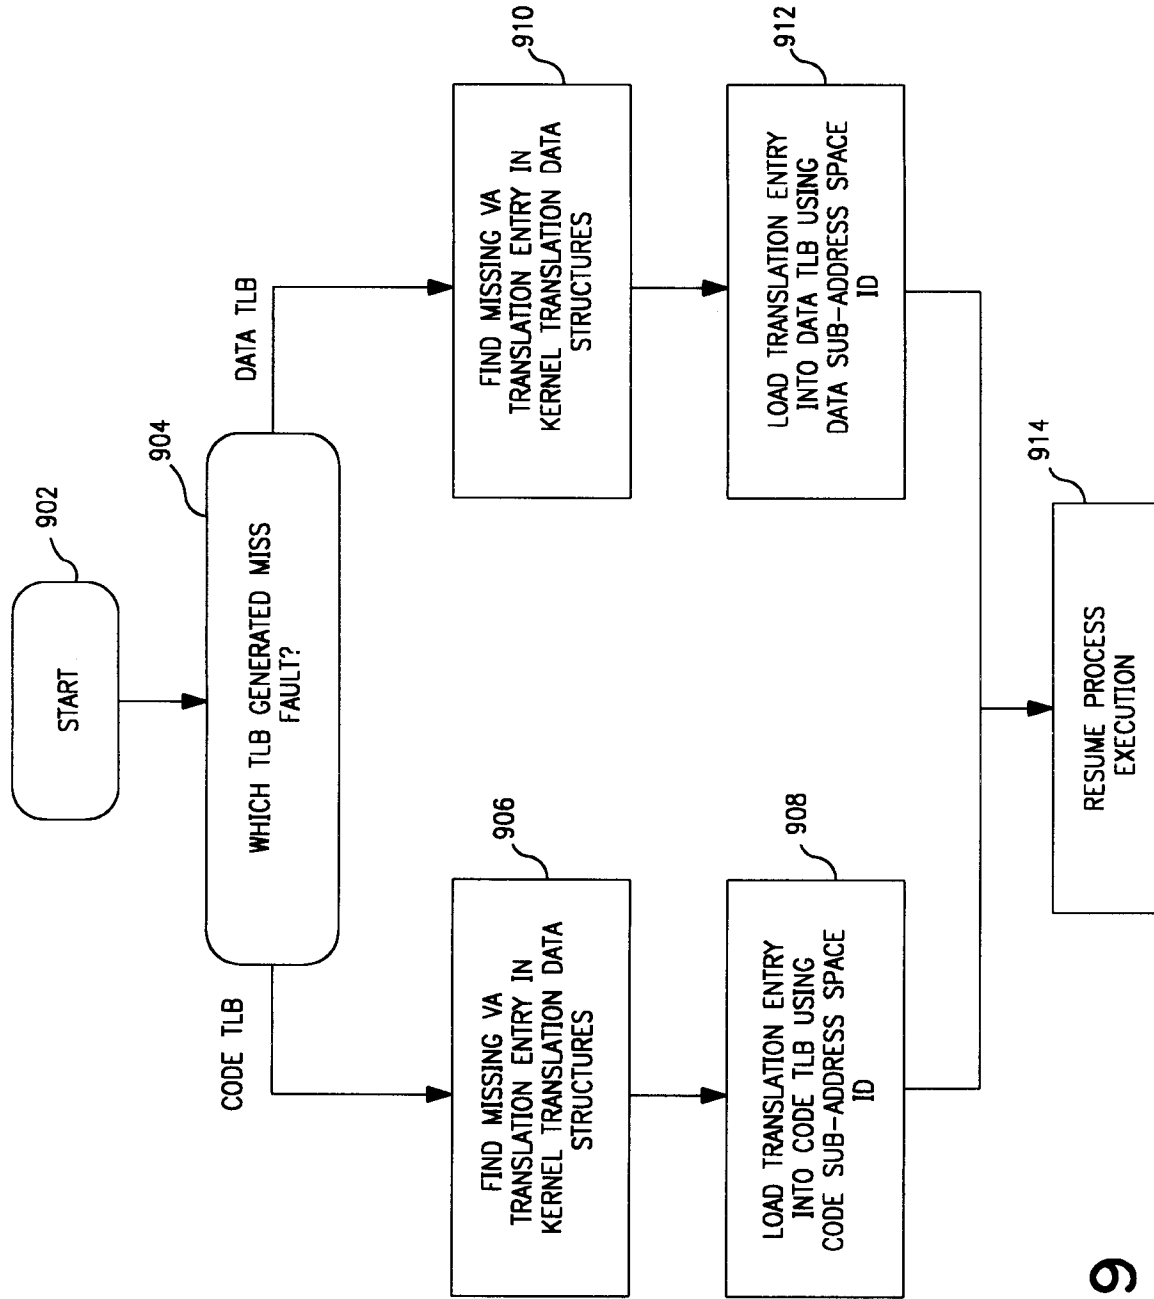 START
902
904
WHICH TLB GENERATED MISS
FAULT?
CODE TLB
DATA TLB
906
FIND MISSING VA
TRANSLATION ENTRY IN
KERNEL TRANSLATION DATA
STRUCTURES
910
FIND MISSING VA
TRANSLATION ENTRY IN
KERNEL TRANSLATION DATA
STRUCTURES
908
LOAD TRANSLATION ENTRY
INTO CODE TLB USING
CODE SUB-ADDRESS SPACE
ID
912
LOAD TRANSLATION ENTRY
INTO DATA TLB USING
DATA SUB-ADDRESS SPACE
ID
914
RESUME PROCESS
EXECUTION
9